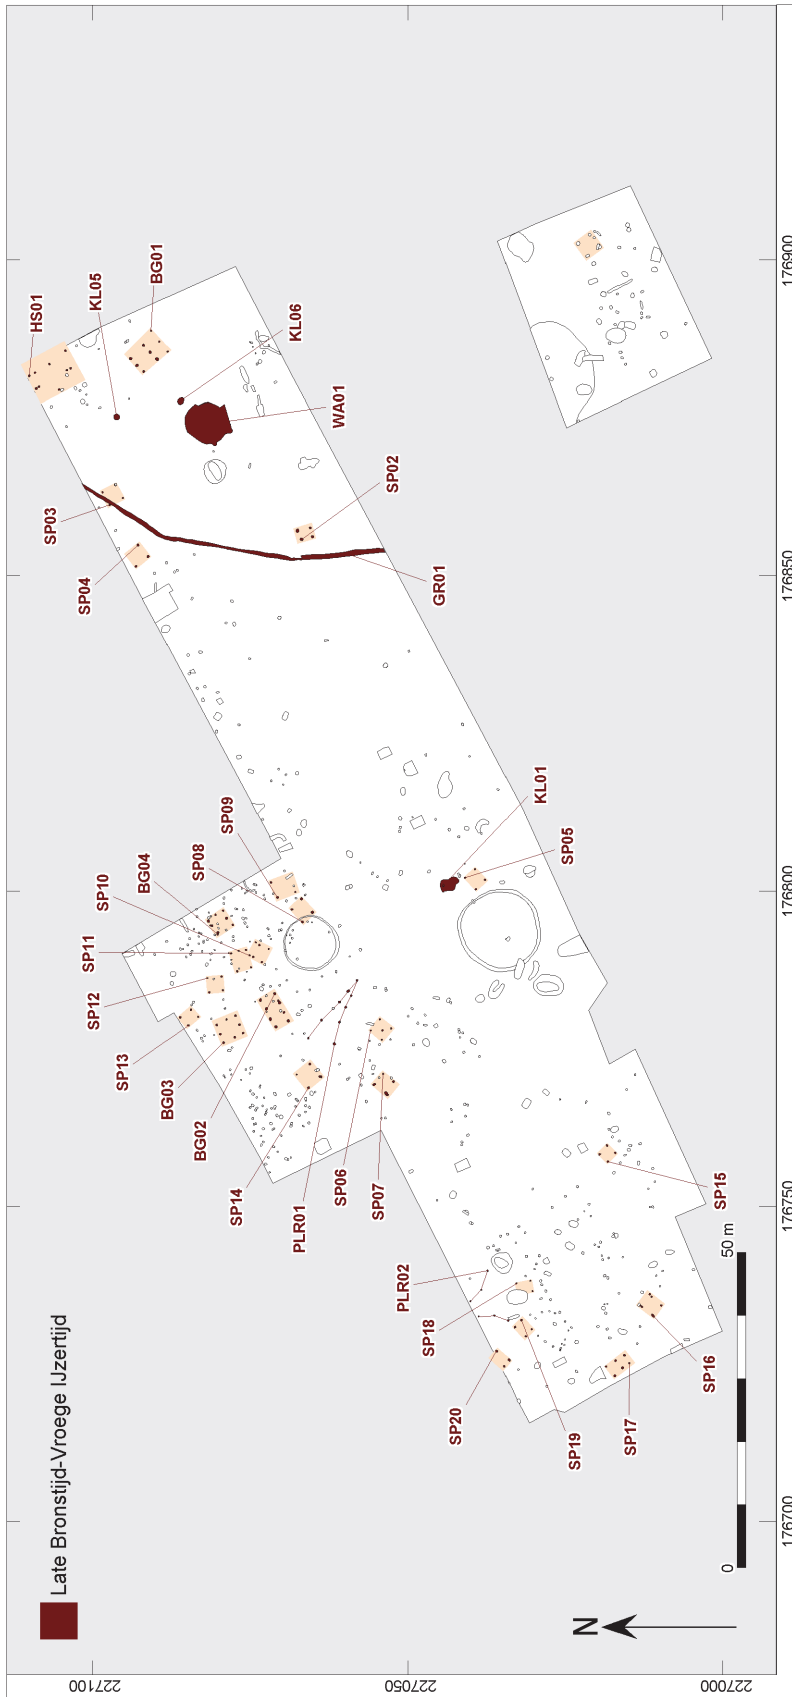 HS01
KL05
BG01
KL06
WA01
SP03
SP02
SP04
GR01
SP09
KL01
SP08
BG04
SP05
SP10
SP11
SP12
SP13
BG03
BG02
SP14
PLR01
SP06
SP07
SP15
PLR02
SP18
SP16
SP20
SP19
SP17
Late Bronstijd-Vroege IJzertijd
N
0
50 m
176900
176850
176800
176750
176700
227100
227050
227000